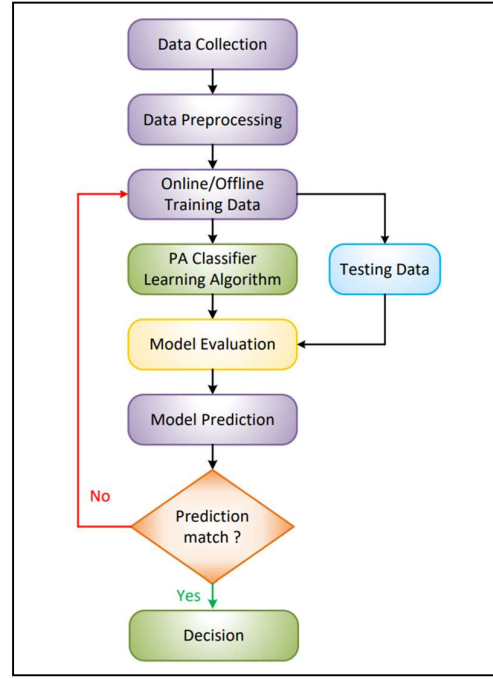 Data Collection
Data Preprocessing
Online/Offline
Training Data
PA Classifier
Learning Algorithm
Testing Data
Model Evaluation
Model Prediction
No
Prediction
match ?
Yes
Decision